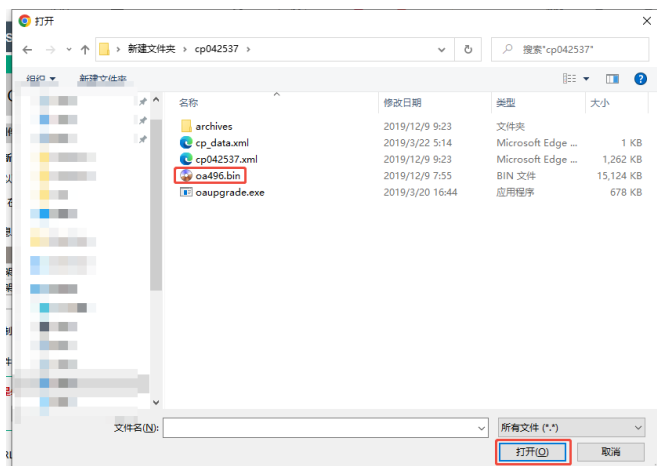 打开
新建文件夹 › cp042537 ›
搜索"cp042537"
组织 新建文件夹
名称 修改日期 类型 大小
archives 2019/12/9 9:23 文件夹
cp_data.xml 2019/3/22 5:14 Microsoft Edge ... 1 KB
cp042537.xml 2019/12/9 9:23 Microsoft Edge ... 1,262 KB
oa496.bin 2019/12/9 7:55 BIN 文件 15,124 KB
oaupgrade.exe 2019/3/20 16:44 应用程序 678 KB
文件名(N): 所有文件 (*.*)
打开(O) 取消